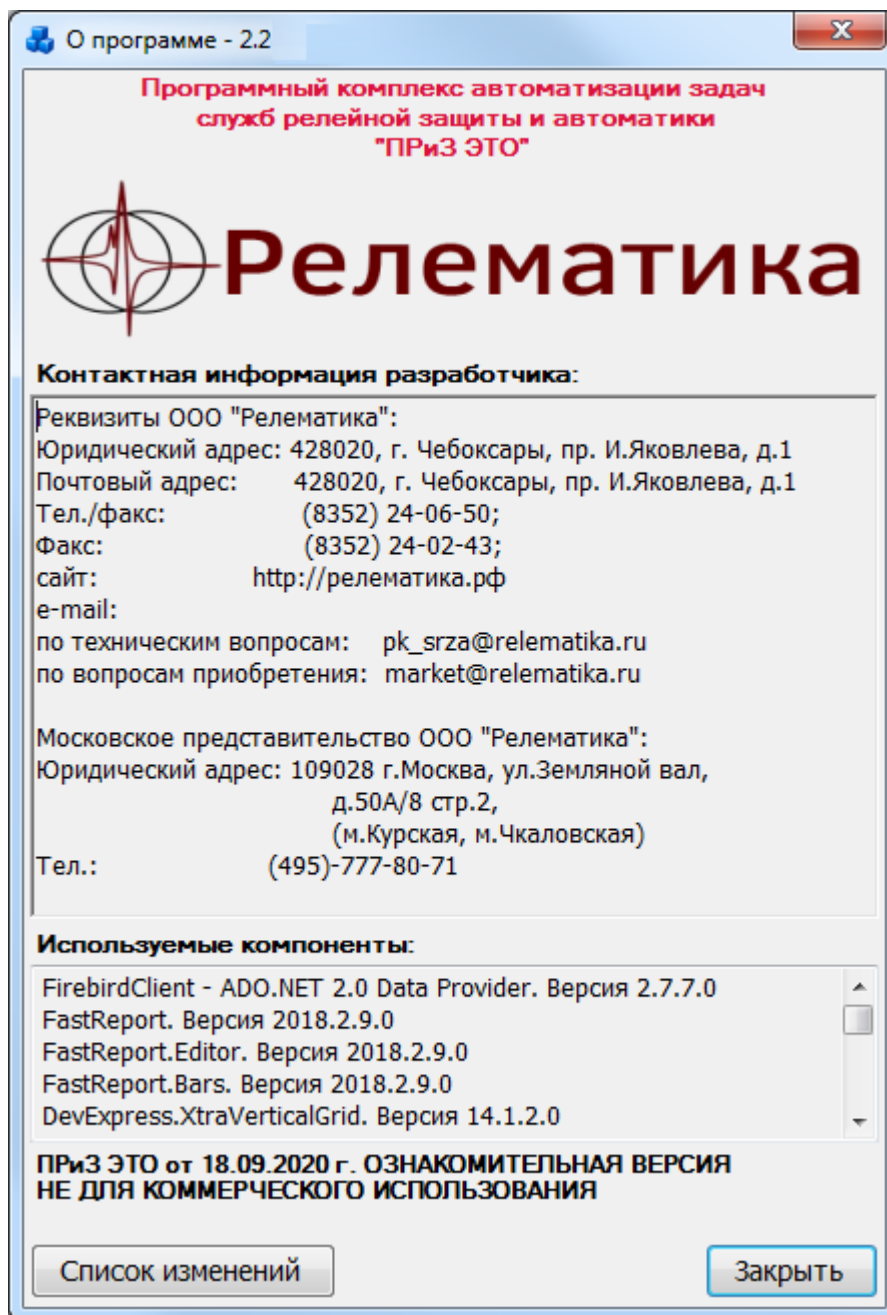 О программе - 2.2
Программный комплекс автоматизации задач
служб релейной защиты и автоматики
"ПРиЗ ЭТО"
Релематика
Контактная информация разработчика:
Реквизиты ООО "Релематика":
Юридический адрес: 428020, г. Чебоксары, пр. И.Яковлева, д.1
Почтовый адрес: 428020, г. Чебоксары, пр. И.Яковлева, д.1
Тел./факс: (8352) 24-06-50;
Факс: (8352) 24-02-43;
сайт: http://релематика.рф
e-mail:
по техническим вопросам: pk_srza@relematika.ru
по вопросам приобретения: market@relematika.ru
Московское представительство ООО "Релематика":
Юридический адрес: 109028 г.Москва, ул.Земляной вал,
д.50А/8 стр.2,
(м.Курская, м.Чкаловская)
Тел.: (495)-777-80-71
Используемые компоненты:
FirebirdClient - ADO.NET 2.0 Data Provider. Версия 2.7.7.0
FastReport. Версия 2018.2.9.0
FastReport.Editor. Версия 2018.2.9.0
FastReport.Bars. Версия 2018.2.9.0
DevExpress.XtraVerticalGrid. Версия 14.1.2.0
ПРиЗ ЭТО от 18.09.2020 г. ОЗНАКОМИТЕЛЬНАЯ ВЕРСИЯ
НЕ ДЛЯ КОММЕРЧЕСКОГО ИСПОЛЬЗОВАНИЯ
Список изменений
Закрыть